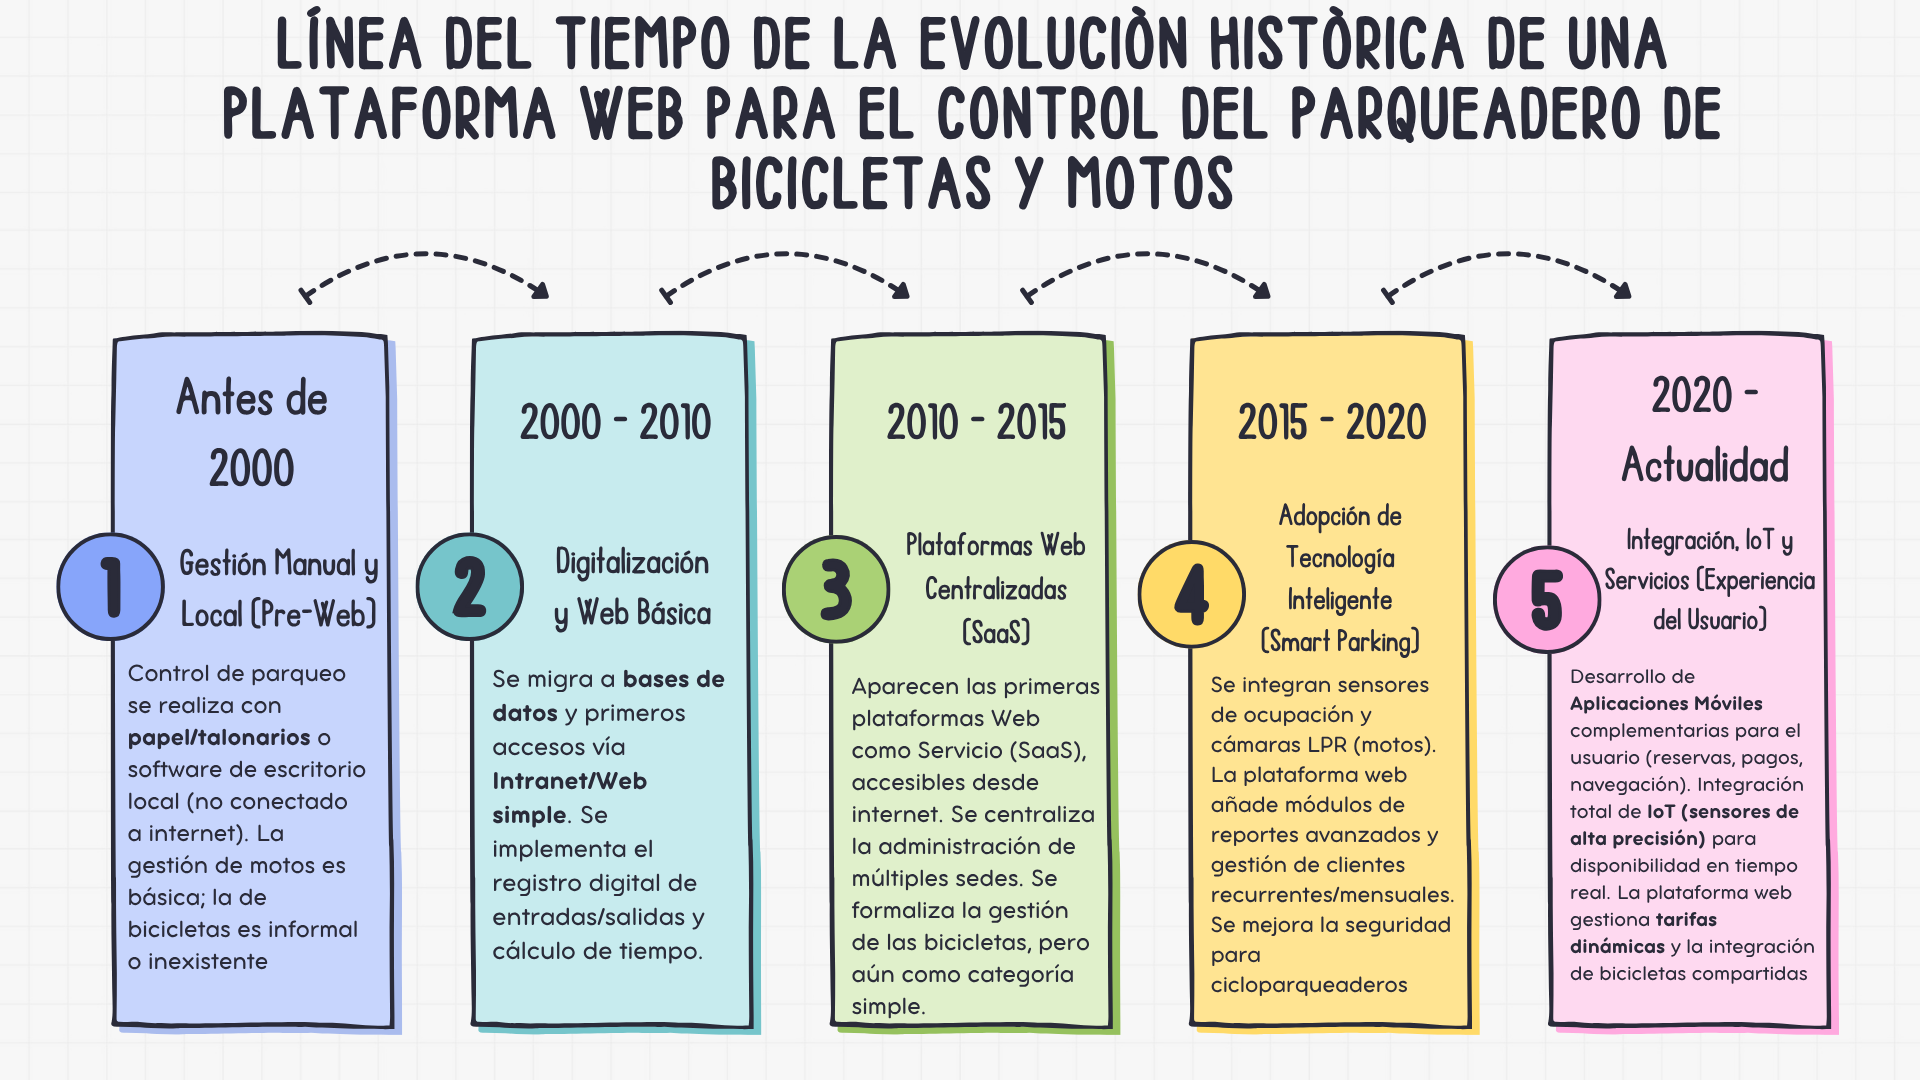 LÍNEA DEL TIEMPO DE LA EVOLUCIÒN HISTÒRICA DE UNA
PLATAFORMA WEB PARA EL CONTROL DEL PARQUEADERO DE
BICICLETAS Y MOTOS
Antes de
2000
1
Gestión Manual y
Local (Pre-Web)
Control de parqueo
se realiza con
papel/talonarios o
software de escritorio
local (no conectado
a internet). La
gestión de motos es
básica; la de
bicicletas es informal
o inexistente
2000 - 2010
2
Digitalización
y Web Básica
Se migra a bases de
datos y primeros
accesos vía
Intranet/Web
simple. Se
implementa el
registro digital de
entradas/salidas y
cálculo de tiempo.
2010 - 2015
3
Plataformas Web
Centralizadas
(SaaS)
Aparecen las primeras
plataformas Web
como Servicio (SaaS),
accesibles desde
internet. Se centraliza
la administración de
múltiples sedes. Se
formaliza la gestión
de las bicicletas, pero
aún como categoría
simple.
2015 - 2020
4
Adopción de
Tecnología
Inteligente
(Smart Parking)
Se integran sensores
de ocupación y
cámaras LPR (motos).
La plataforma web
añade módulos de
reportes avanzados y
gestión de clientes
recurrentes/mensuales.
Se mejora la seguridad
para
cicloparqueaderos
2020 -
Actualidad
5
Integración, IoT y
Servicios (Experiencia
del Usuario)
Desarrollo de
Aplicaciones Móviles
complementarias para el
usuario (reservas, pagos,
navegación). Integración
total de IoT (sensores de
alta precisión) para
disponibilidad en tiempo
real. La plataforma web
gestiona tarifas
dinámicas y la integración
de bicicletas compartidas